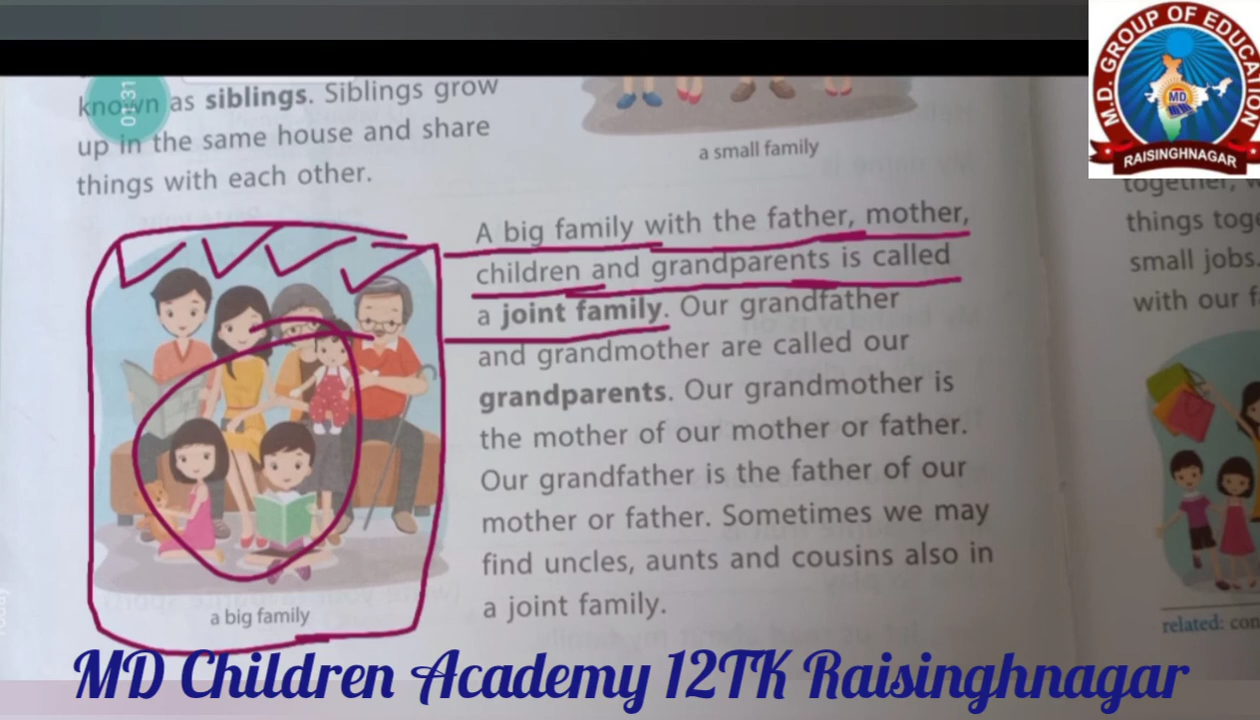 known as siblings. Siblings grow
up in the same house and share
things with each other.
a small family
A big family with the father, mother,
children and grandparents is called
a joint family. Our grandfather
and grandmother are called our
grandparents. Our grandmother is
the mother of our mother or father.
Our grandfather is the father of our
mother or father. Sometimes we may
find uncles, aunts and cousins also in
a joint family.
a big family
together,
things tog
small jobs.
with our f
related: con
01:31
M.D. GROUP OF EDUCATION
MD
RAISINGHNAGAR
MD Children Academy 12TK Raisinghnagar